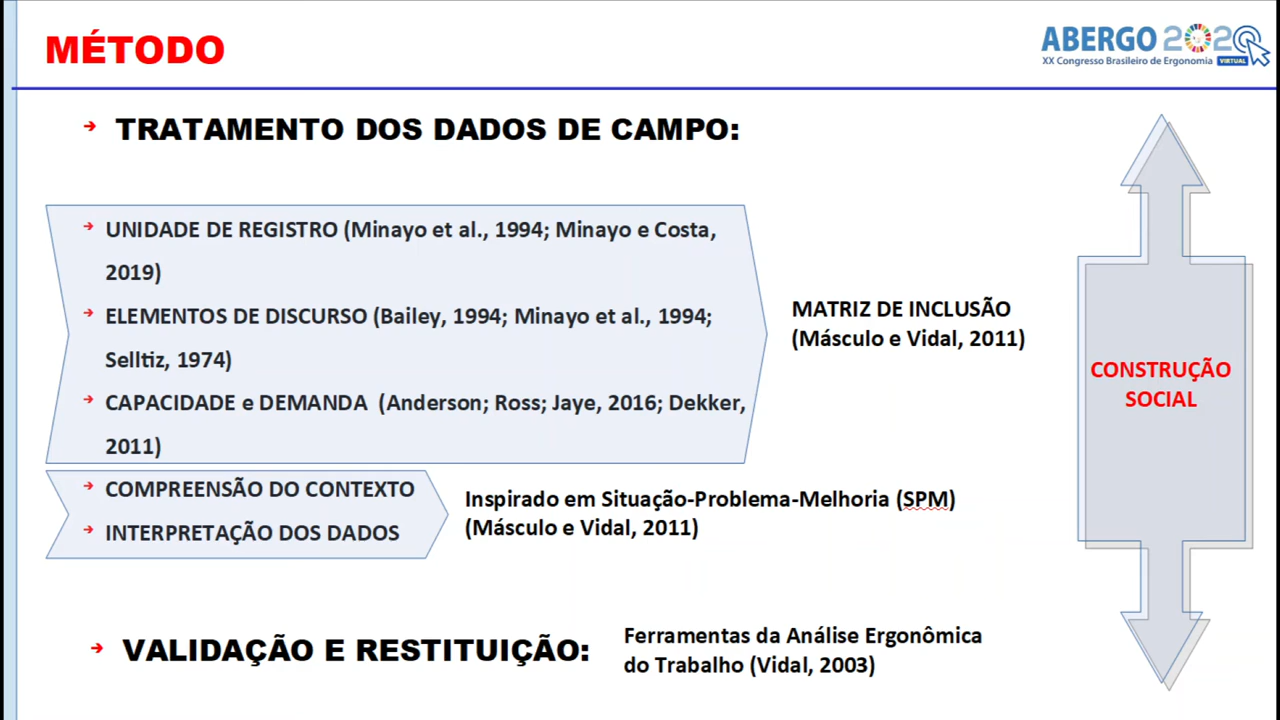 MÉTODO
ABERGO 2020
XX Congresso Brasileiro de Ergonomia VIRTUAL
TRATAMENTO DOS DADOS DE CAMPO:
UNIDADE DE REGISTRO (Minayo et al., 1994; Minayo e Costa,
2019)
ELEMENTOS DE DISCURSO (Bailey, 1994; Minayo et al., 1994;
Selltiz, 1974)
CAPACIDADE e DEMANDA (Anderson; Ross; Jaye, 2016; Dekker,
2011)
MATRIZ DE INCLUSÃO
(Másculo e Vidal, 2011)
COMPREENSÃO DO CONTEXTO
INTERPRETAÇÃO DOS DADOS
Inspirado em Situação-Problema-Melhoria (SPM)
(Másculo e Vidal, 2011)
CONSTRUÇÃO
SOCIAL
VALIDAÇÃO E RESTITUIÇÃO:
Ferramentas da Análise Ergonômica
do Trabalho (Vidal, 2003)